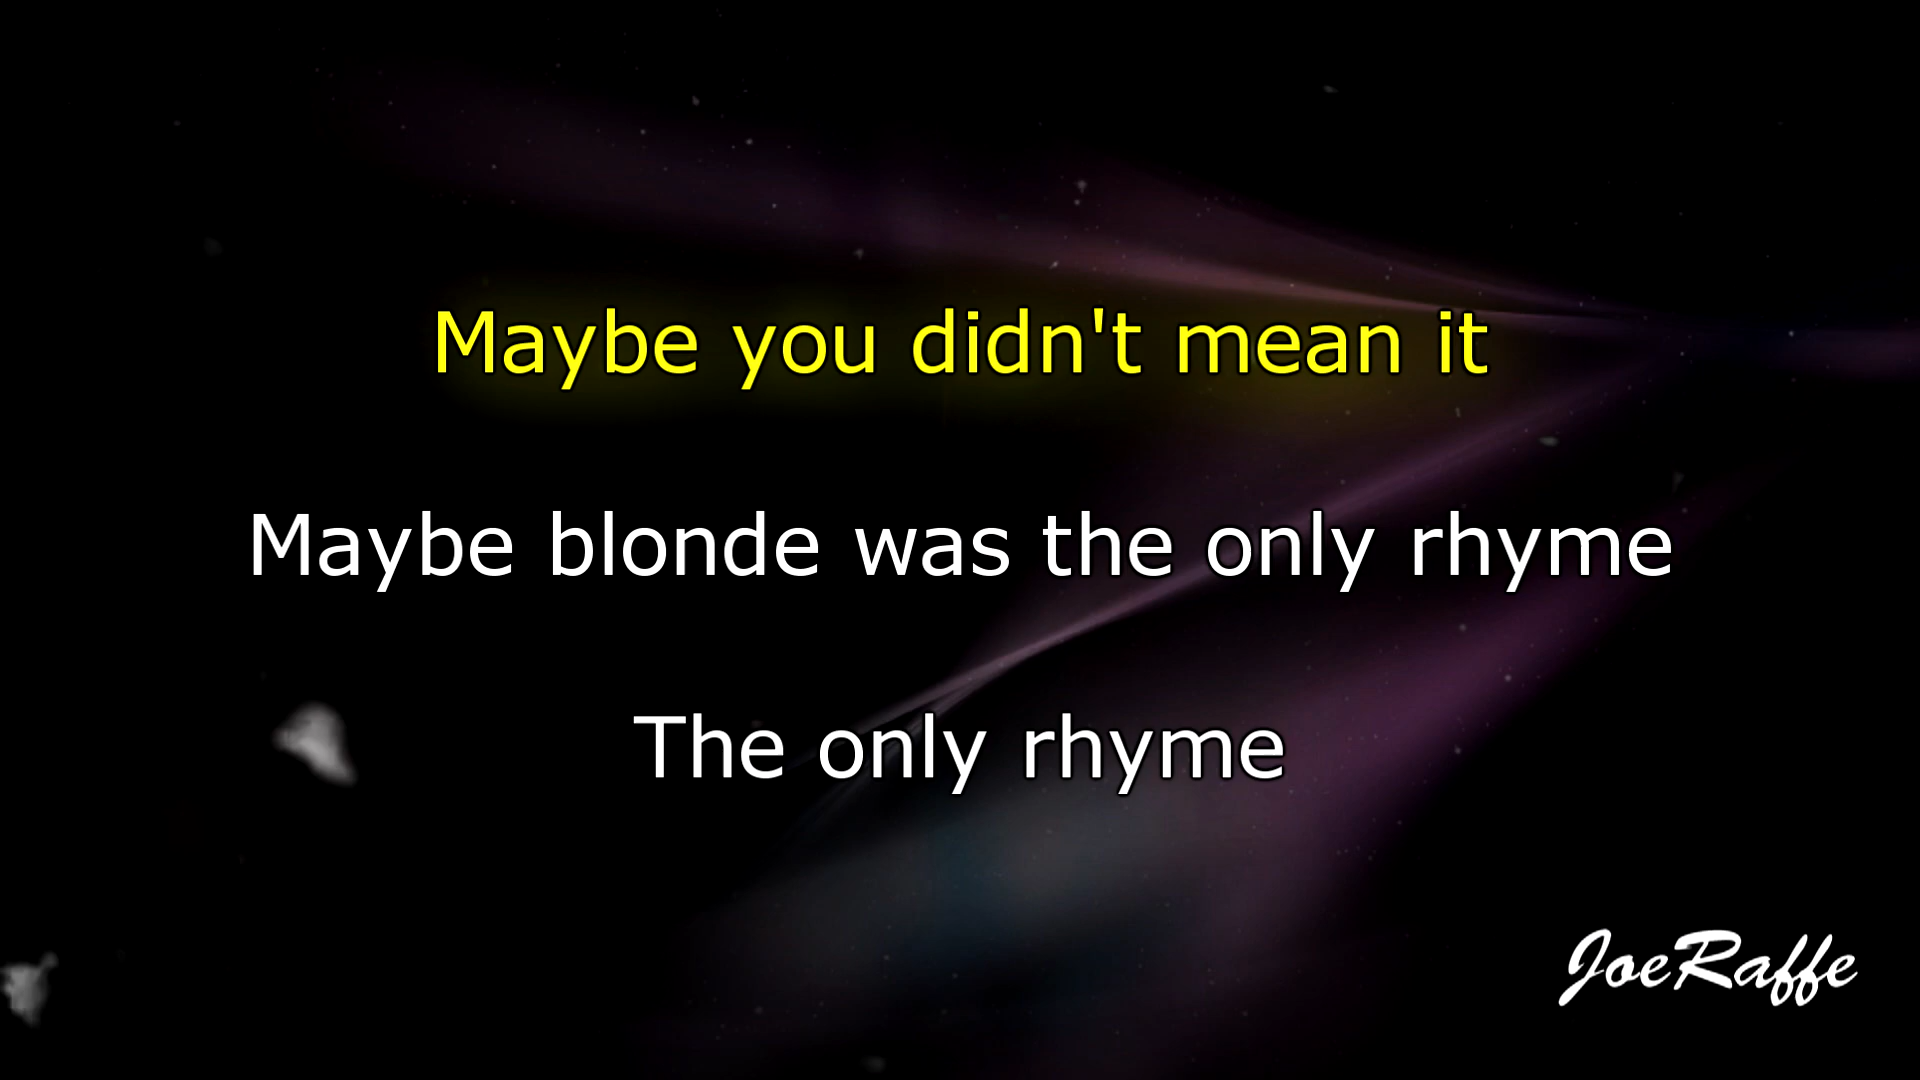 Maybe you didn't mean it
Maybe blonde was the only rhyme
The only rhyme
JoeRaffe